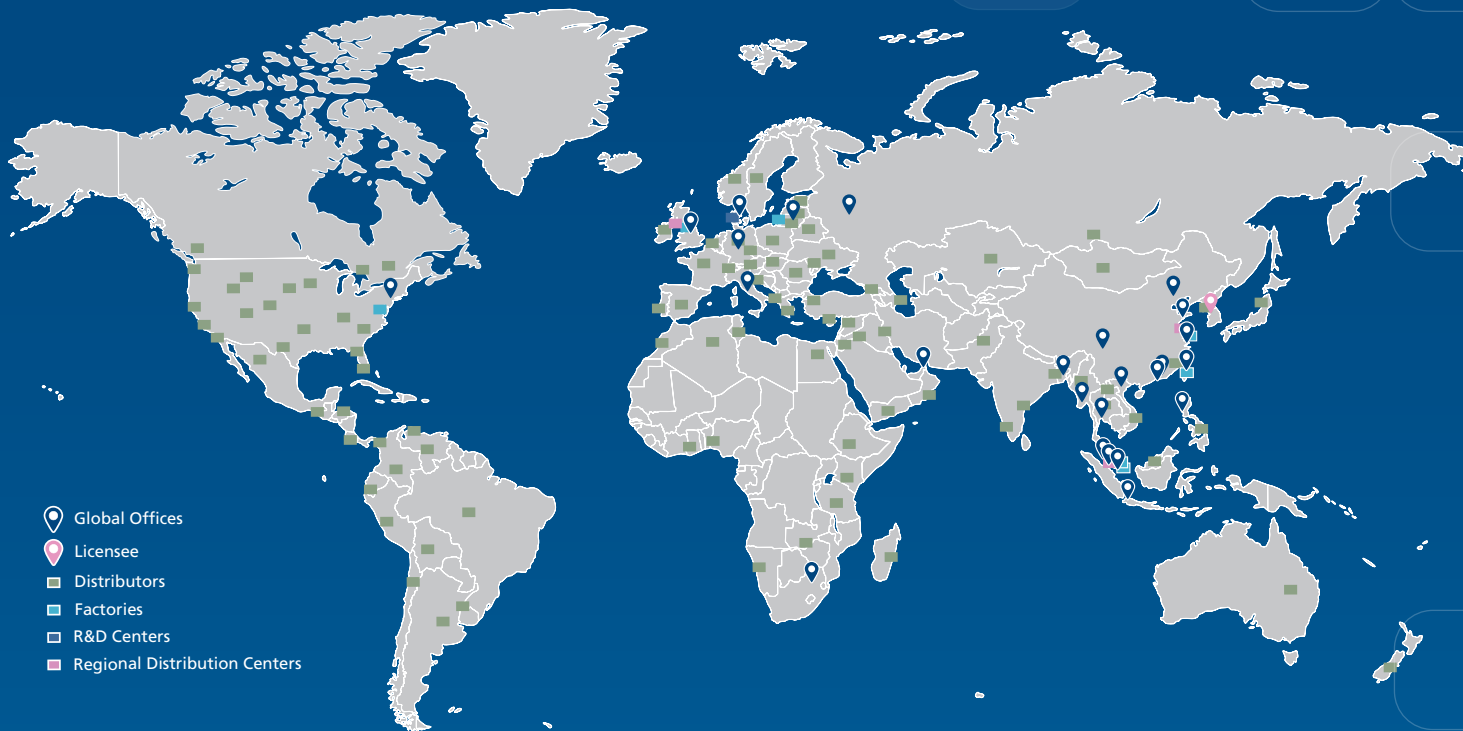 Global Offices
Licensee
Distributors
Factories
R&D Centers
Regional Distribution Centers